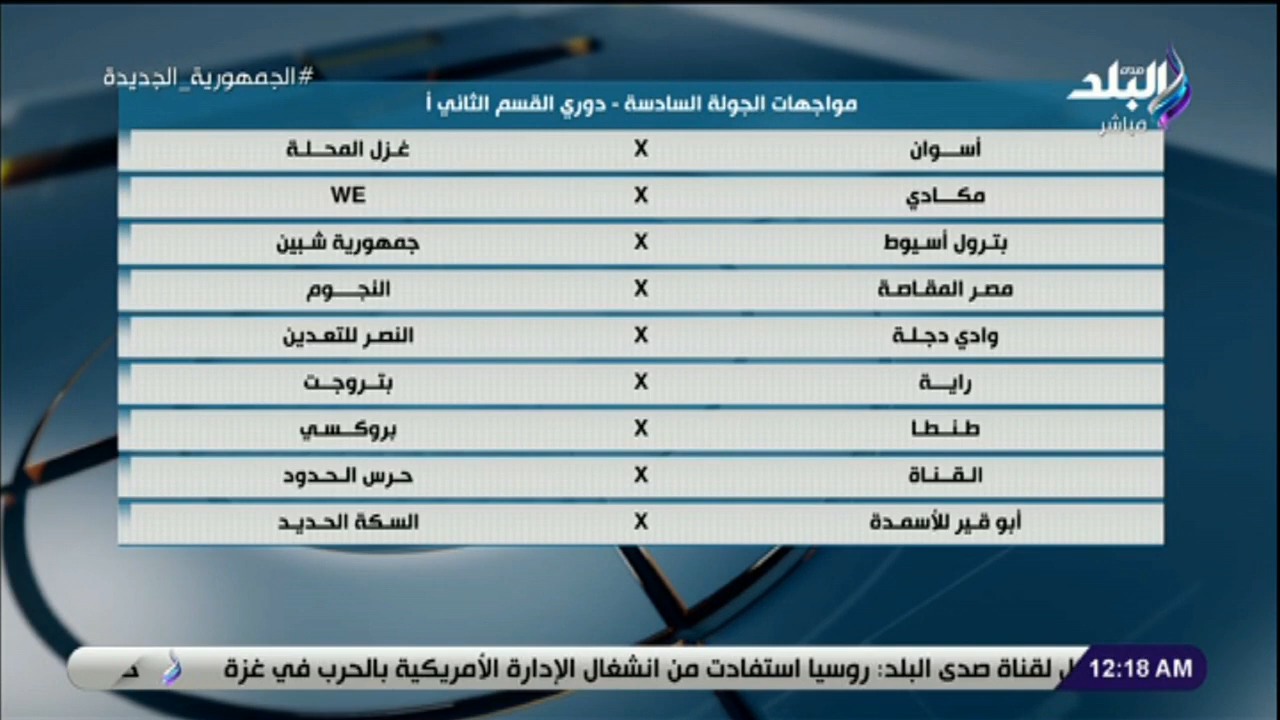 #الجمهورية_الجديدة
صدى البلد
مباشر
مواجهات الجولة السادسة - دوري القسم الثاني أ
أسوان X غزل المحلة
مكادي X WE
بترول أسيوط X جمهورية شبين
مصر المقاصة X النجوم
وادي دجلة X النصر للتعدين
راية X بتروجت
طنطا X بروكسي
القناة X حرس الحدود
أبو قير للأسمدة X السكة الحديد
12:18 AM ل لقناة صدى البلد: روسيا استفادت من انشغال الإدارة الأمريكية بالحرب في غزة